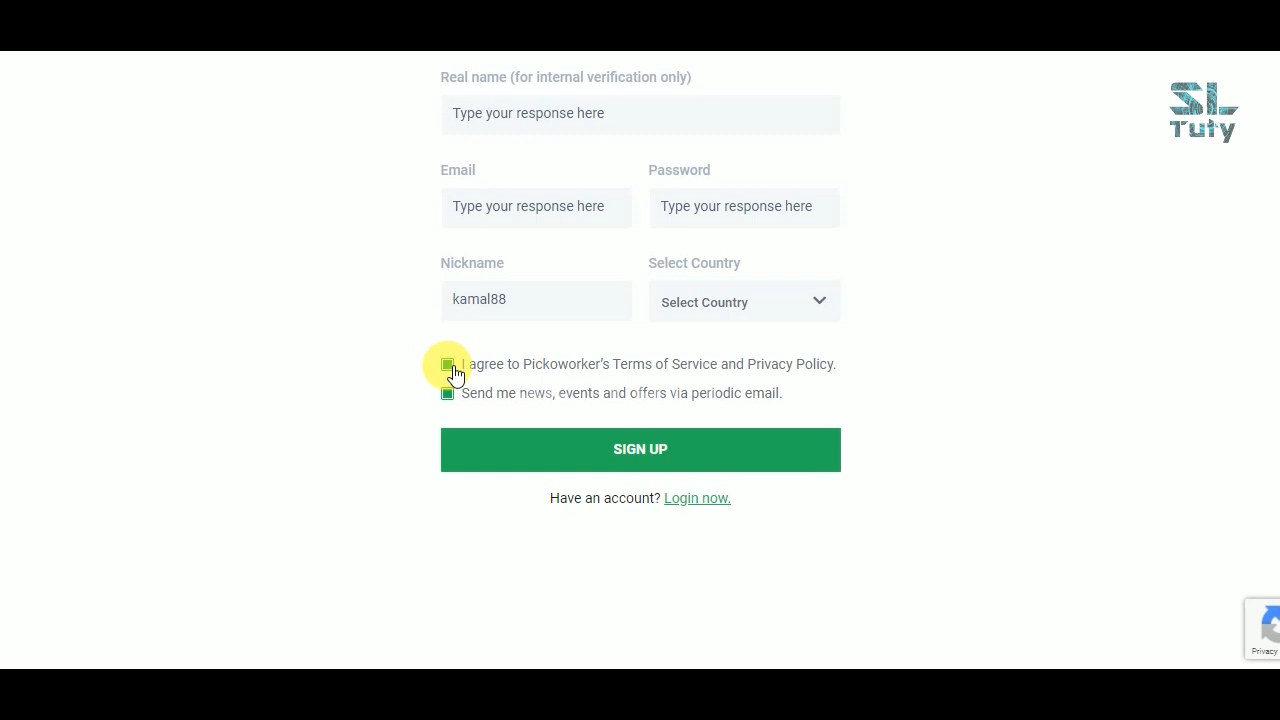 Real name (for internal verification only)
Type your response here
SL
Tuty
Email Password
Type your response here Type your response here
Nickname Select Country
kamal88 Select Country
I agree to Pickoworker's Terms of Service and Privacy Policy.
Send me news, events and offers via periodic email.
SIGN UP
Have an account? Login now.
Privacy